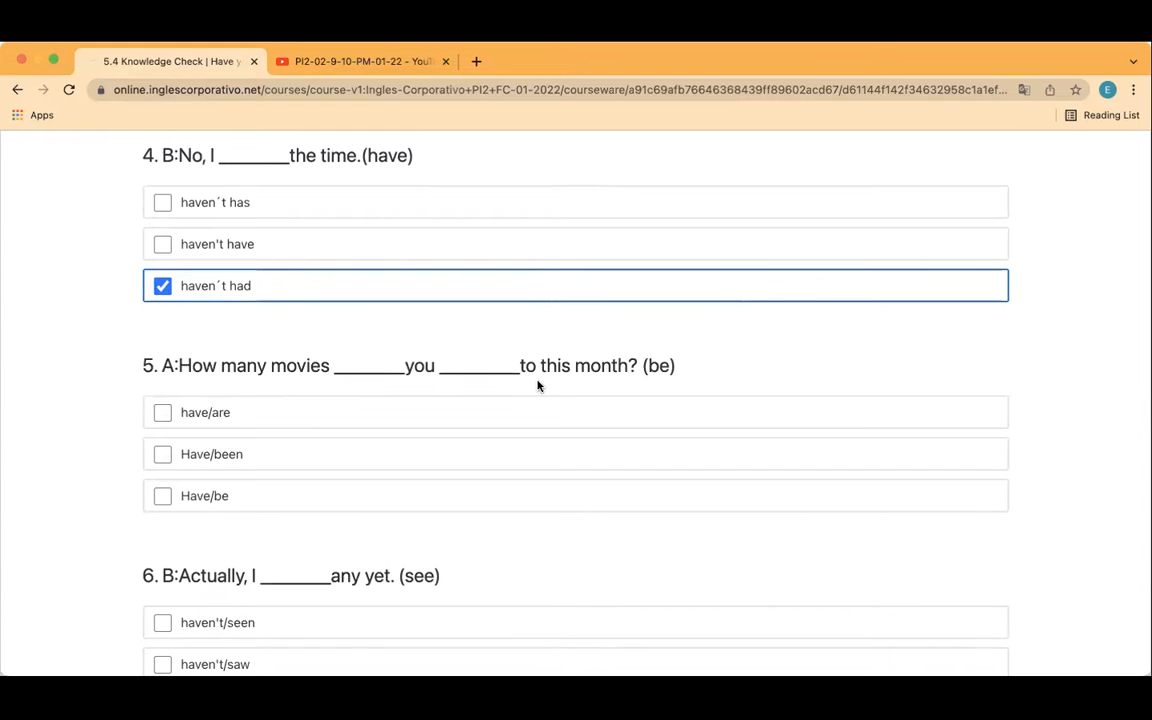 5.4 Knowledge Check | Have y
PI2-02-9-10-PM-01-22 - YouT
online.inglescorporativo.net/courses/course-v1:Ingles-Corporativo+PI2+FC-01-2022/courseware/a91c69afb76646368439ff89602acd67/d61144f142f34632958c1a1ef...
E
Apps
Reading List
4. B:No, I ________the time.(have)
haven´t has
haven't have
haven´t had
5. A:How many movies ________you _________to this month? (be)
have/are
Have/been
Have/be
6. B:Actually, I ________any yet. (see)
haven't/seen
haven't/saw